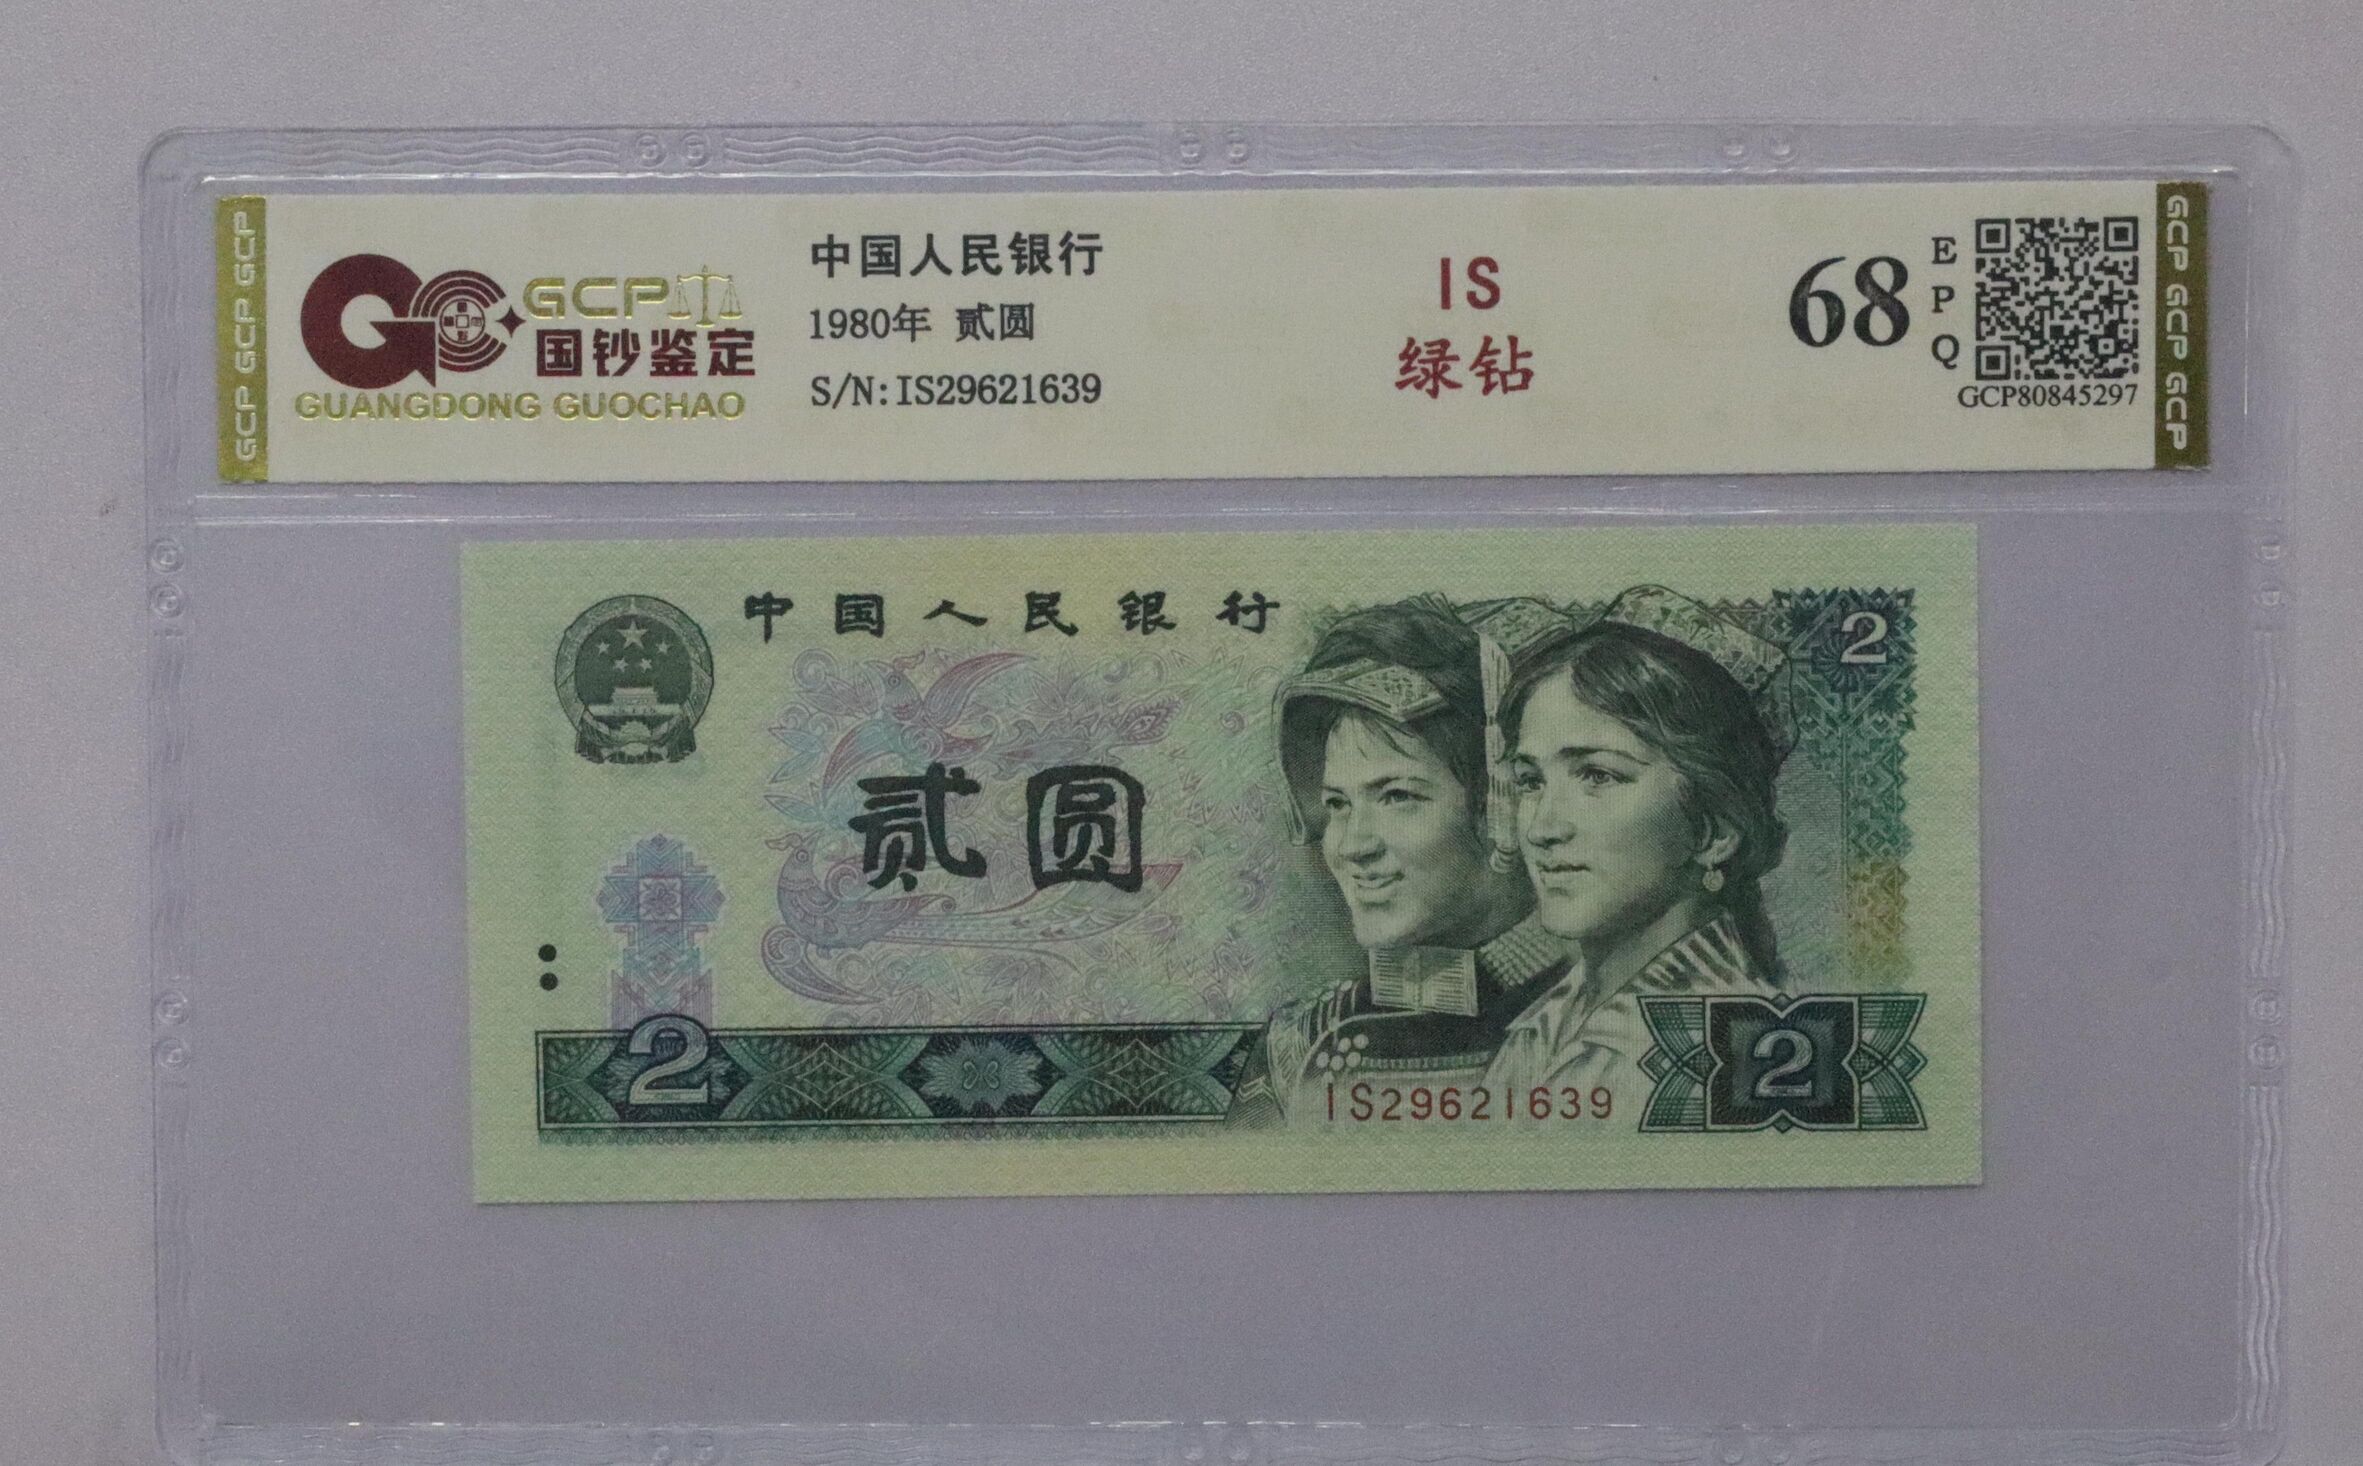 GCP GCP GCP
GCP
国钞鉴定
GUANGDONG GUOCHAO
中国人民银行
1980年 贰圆
S/N:IS29621639
IS
绿钻
68
EPQ
GCP80845297
GCP GCP GCP
中国人民银行
2
贰圆
2
IS29621639
2